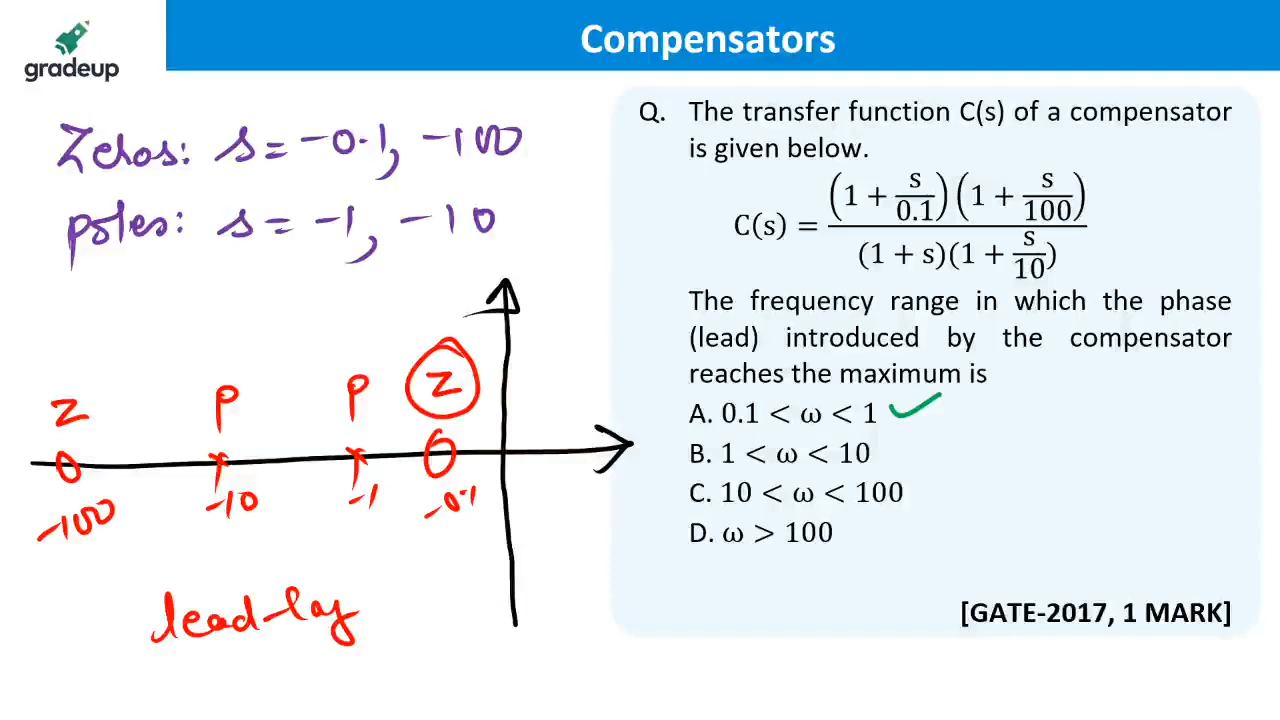 Compensators
gradeup
Zeros: s = -0.1, -100
poles: s = -1, -10
Z P P Z
-100 -10 -1 -0.1
lead-lag
Q. The transfer function C(s) of a compensator
is given below.
C(s) = (1 + s/0.1)(1 + s/100) / (1 + s)(1 + s/10)
The frequency range in which the phase
(lead) introduced by the compensator
reaches the maximum is
A. 0.1 < ω < 1
B. 1 < ω < 10
C. 10 < ω < 100
D. ω > 100
[GATE-2017, 1 MARK]